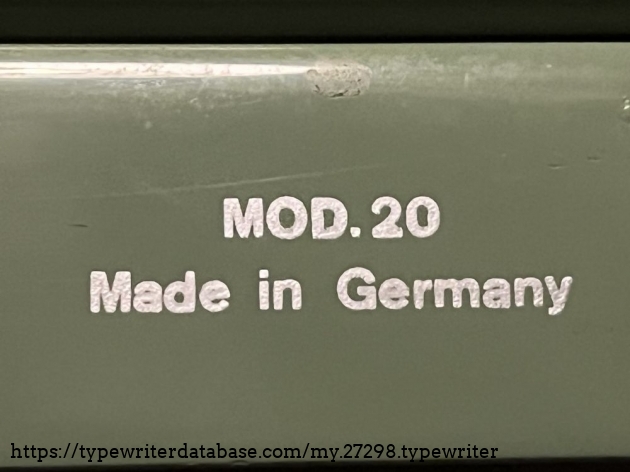 MOD. 20
Made in Germany
https://typewriterdatabase.com/my.27298.typewriter